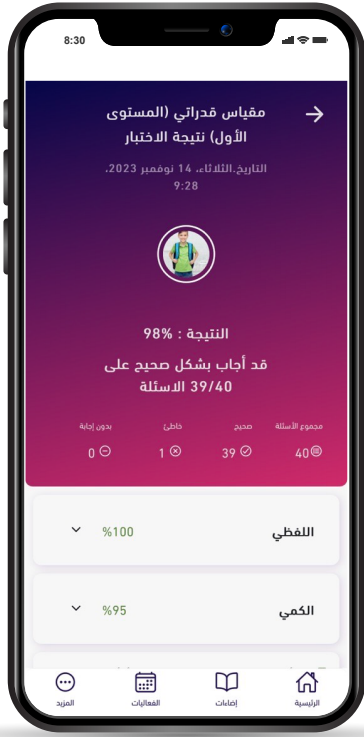 8:30
مقياس قدراتي (المستوى
الأول) نتيجة الاختبار
التاريخ.الثلاثاء، 14 نوفمبر 2023،
9:28
النتيجة : 98%
قد أجاب بشكل صحيح على
39/40 الاسئلة
مجموع الأسئلة صحيح خاطئ بدون إجابة
40 39 1 0
اللفظي %100
الكمي %95
الرئيسية إضاءات الفعاليات المزيد